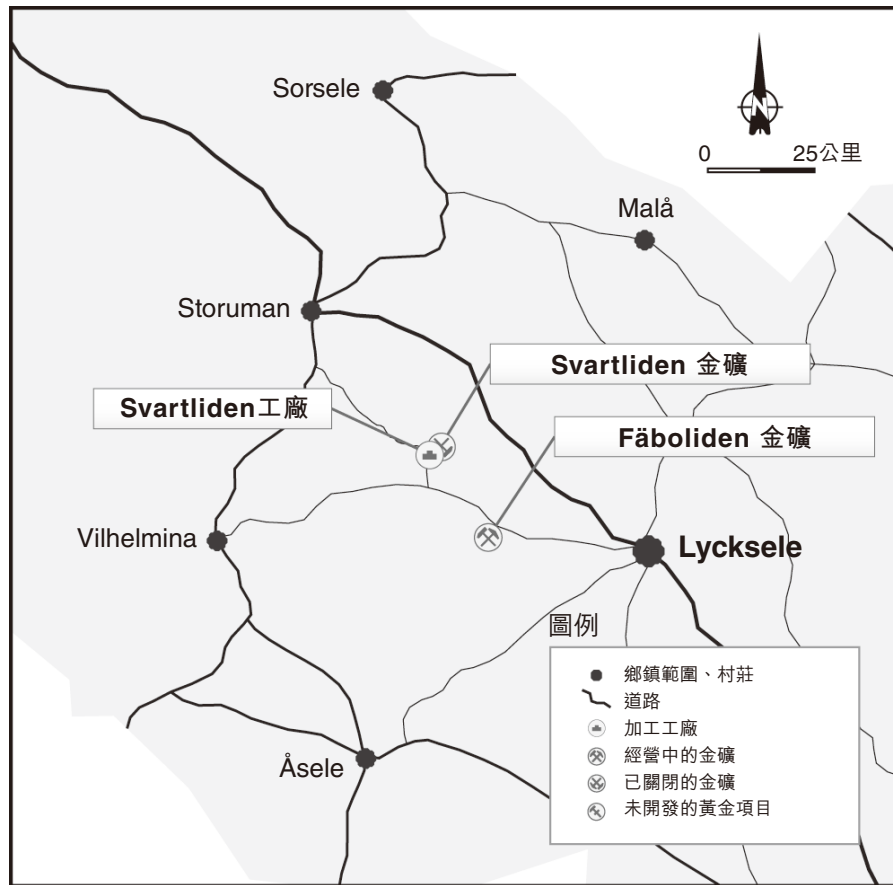 Sorsele
N
0 25公里
Malå
Storuman
Svartliden 金礦
Svartliden工廠
Fäboliden 金礦
Vilhelmina
Lycksele
圖例
鄉鎮範圍、村莊
道路
加工工廠
經營中的金礦
已關閉的金礦
未開發的黃金項目
Åsele